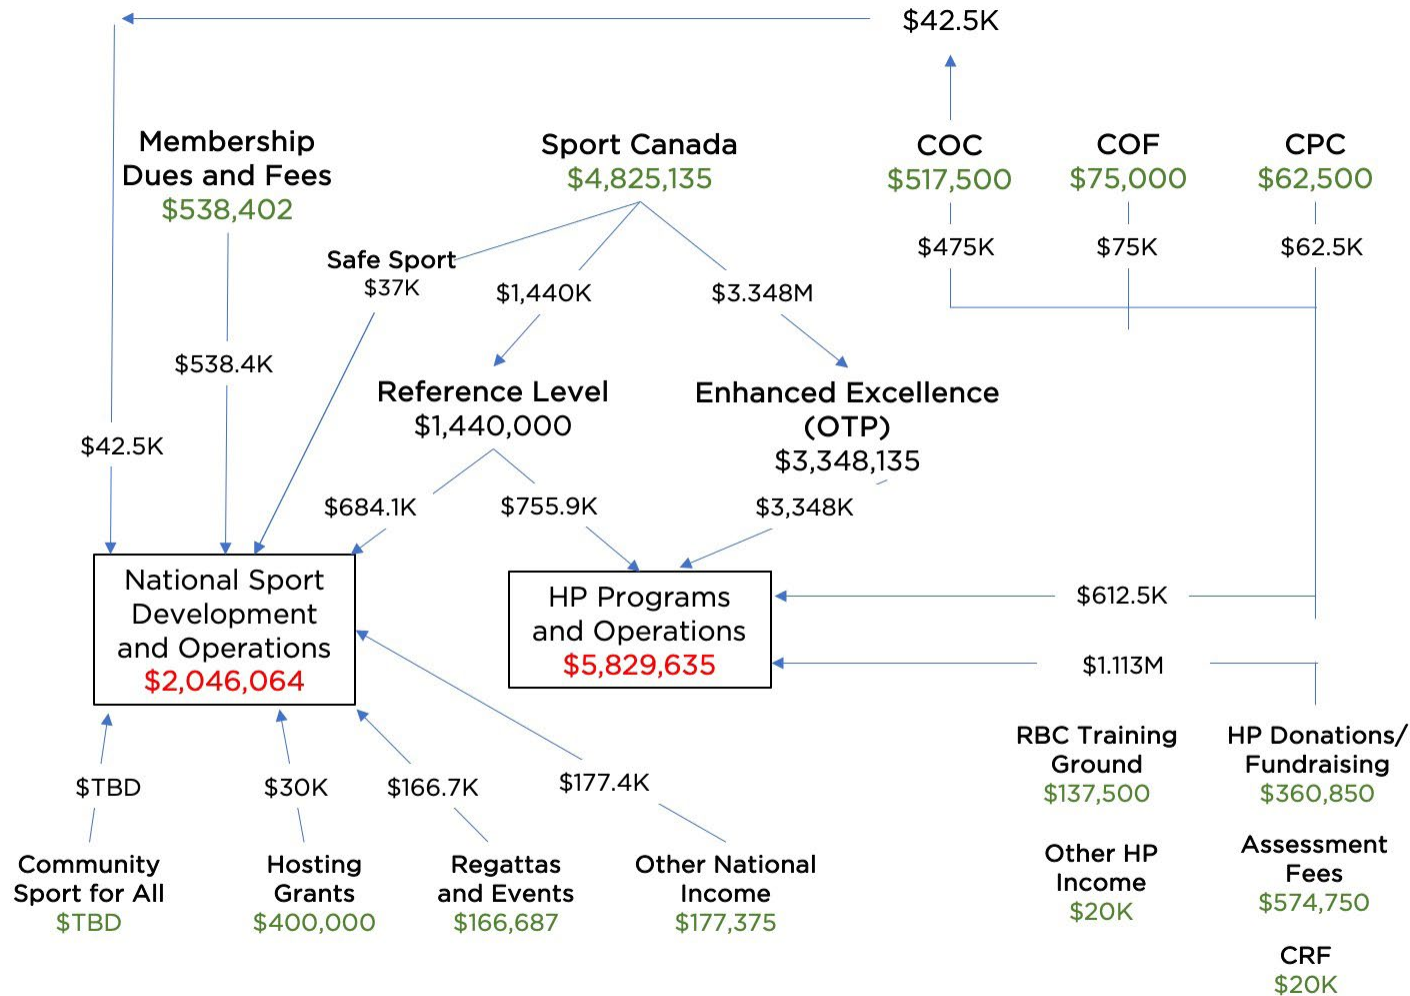 $42.5K
Membership
Dues and Fees
$538,402
Sport Canada
$4,825,135
COC
$517,500
COF
$75,000
CPC
$62,500
Safe Sport
$37K
$1,440K
$3.348M
$475K
$75K
$62.5K
$538.4K
$42.5K
Reference Level
$1,440,000
Enhanced Excellence
(OTP)
$3,348,135
$684.1K
$755.9K
$3,348K
National Sport
Development
and Operations
$2,046,064
HP Programs
and Operations
$5,829,635
$612.5K
$1.113M
$TBD
$30K
$166.7K
$177.4K
Community
Sport for All
$TBD
Hosting
Grants
$400,000
Regattas
and Events
$166,687
Other National
Income
$177,375
RBC Training
Ground
$137,500
HP Donations/
Fundraising
$360,850
Other HP
Income
$20K
Assessment
Fees
$574,750
CRF
$20K